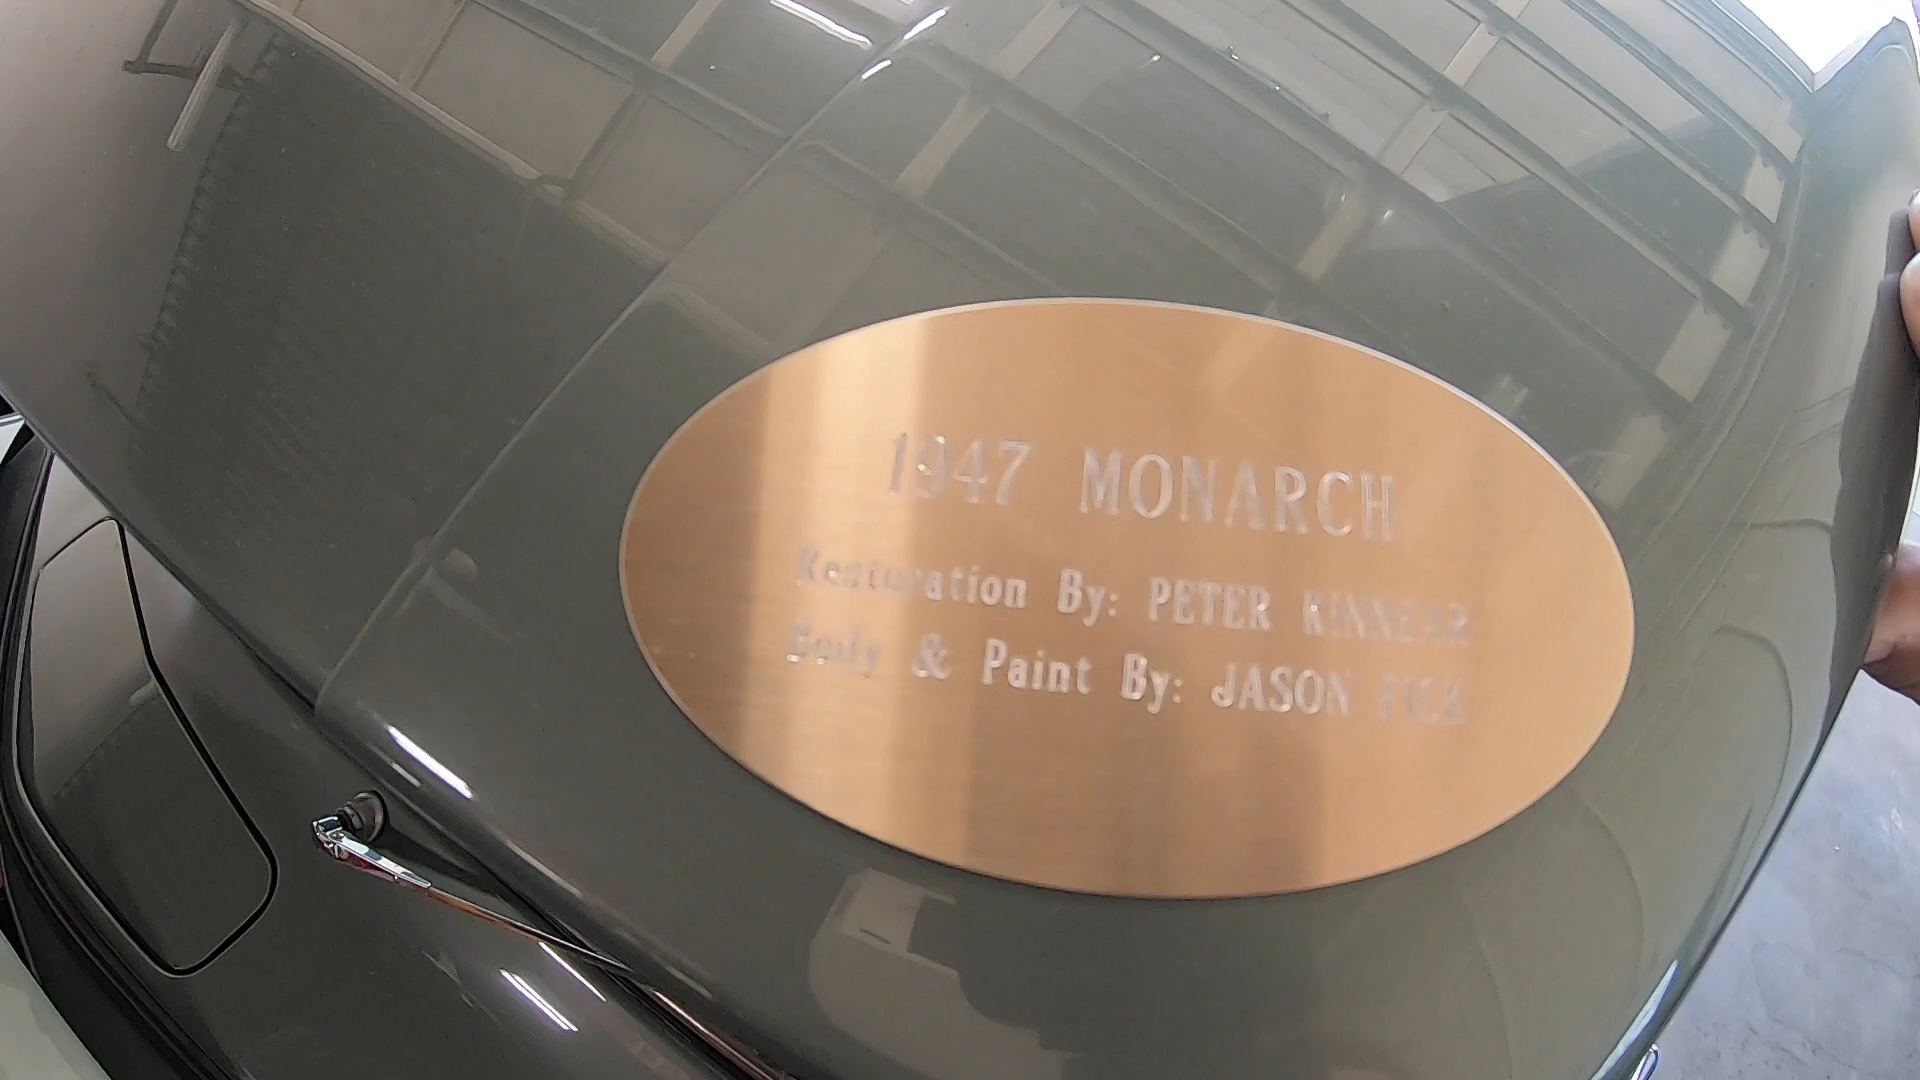 1947 MONARCH
Restoration By: PETER KINNEAR
Body & Paint By: JASON